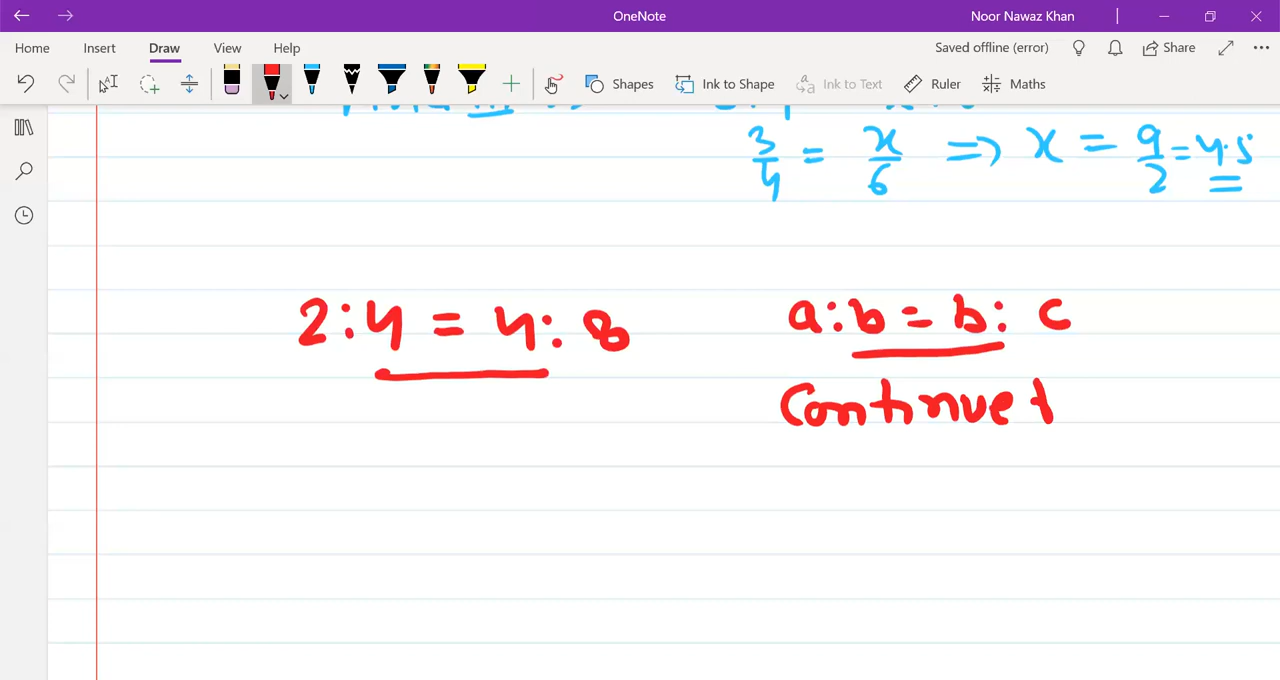 OneNote
Noor Nawaz Khan
Home Insert Draw View Help
Saved offline (error)
Share
Shapes
Ink to Shape
Ink to Text
Ruler
Maths
3/4 = x/6 => x = 9/2 = 4.5
2:4 = 4:8
a:b = b:c
Continue